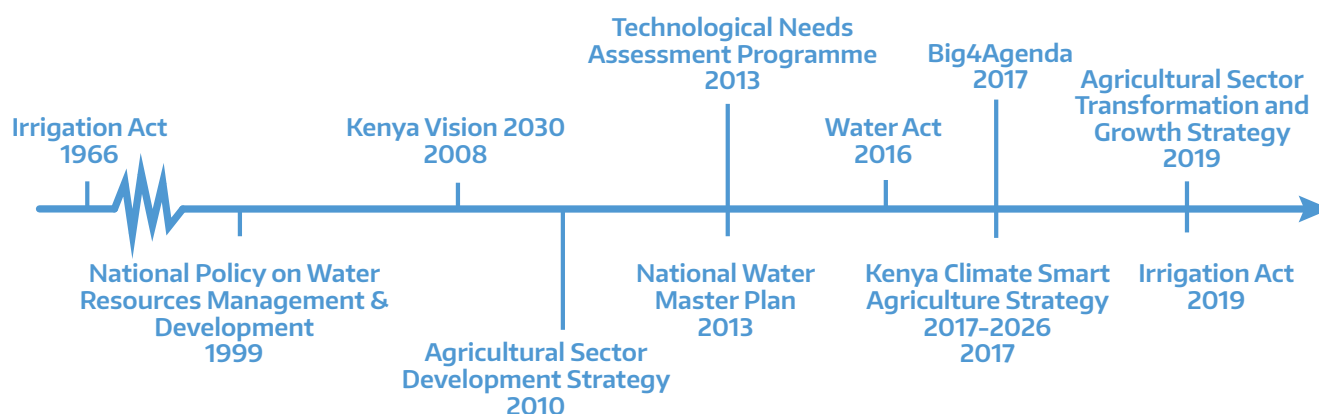 Irrigation Act
1966
National Policy on Water
Resources Management &
Development
1999
Kenya Vision 2030
2008
Agricultural Sector
Development Strategy
2010
Technological Needs
Assessment Programme
2013
National Water
Master Plan
2013
Water Act
2016
Big4Agenda
2017
Kenya Climate Smart
Agriculture Strategy
2017-2026
2017
Agricultural Sector
Transformation and
Growth Strategy
2019
Irrigation Act
2019